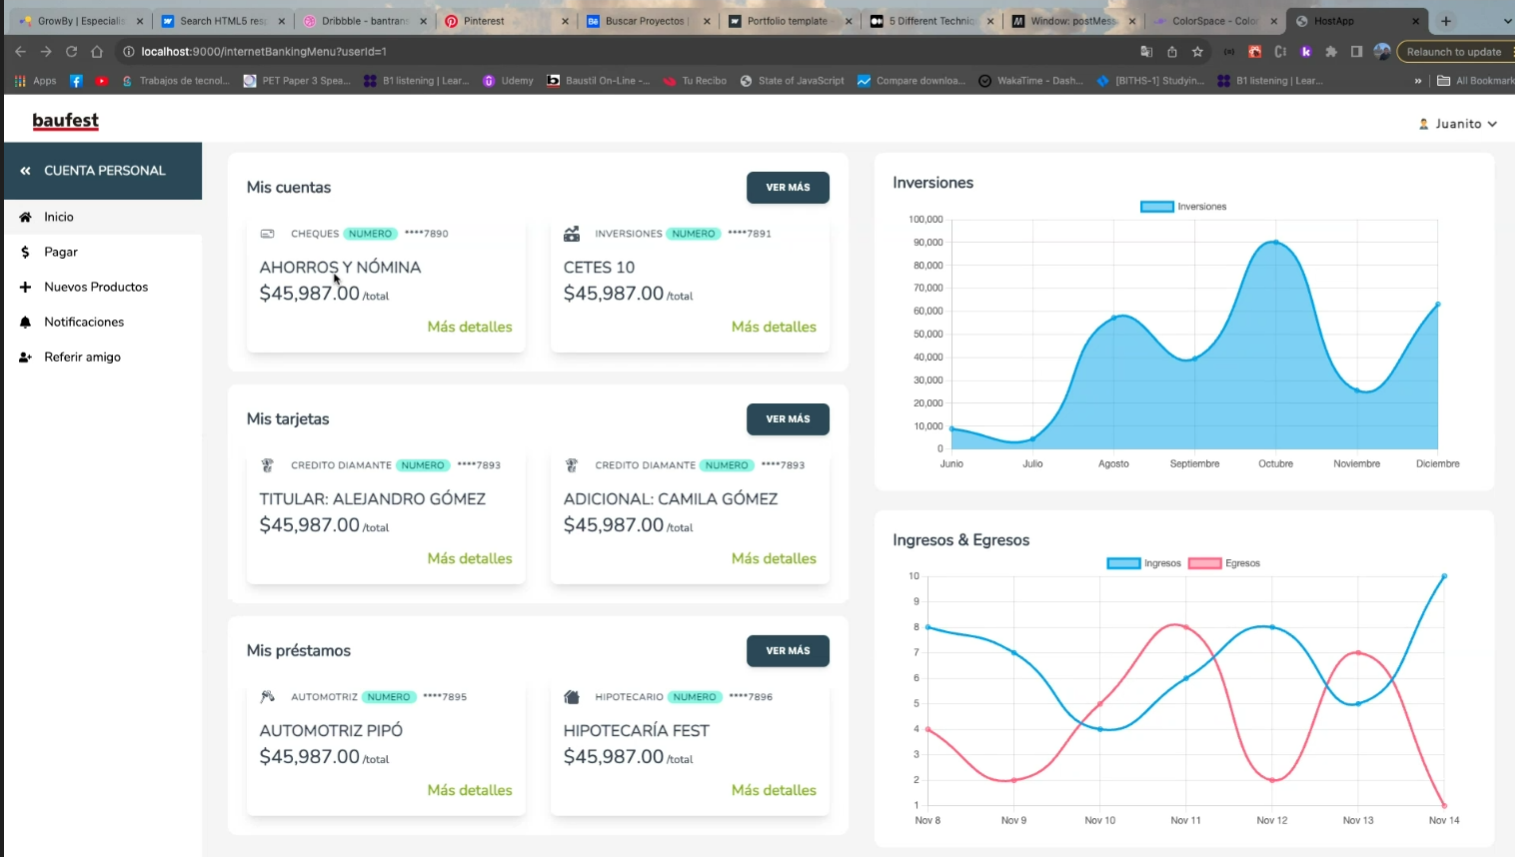 GrowBy | Especialis
Search HTML5 resp
Dribbble - bantrans
Pinterest
Buscar Proyectos |
Portfolio template -
5 Different Techniq
Window: postMess
ColorSpace - Color
HostApp
localhost:9000/internetBankingMenu?userId=1
Relaunch to update
Apps
Trabajos de tecnol...
PET Paper 3 Spea...
B1 listening | Lear...
Udemy
Baustil On-Line -...
Tu Recibo
State of JavaScript
Compare downloa...
WakaTime - Dash...
[BITHS-1] Studyin...
B1 listening | Lear...
»
All Bookmark
baufest
Juanito
CUENTA PERSONAL
Inicio
Pagar
Nuevos Productos
Notificaciones
Referir amigo
Mis cuentas
VER MÁS
CHEQUES NUMERO ****7890
AHORROS Y NÓMINA
$45,987.00 /total
Más detalles
INVERSIONES NUMERO ****7891
CETES 10
$45,987.00 /total
Más detalles
Mis tarjetas
VER MÁS
CREDITO DIAMANTE NUMERO ****7893
TITULAR: ALEJANDRO GÓMEZ
$45,987.00 /total
Más detalles
CREDITO DIAMANTE NUMERO ****7893
ADICIONAL: CAMILA GÓMEZ
$45,987.00 /total
Más detalles
Mis préstamos
VER MÁS
AUTOMOTRIZ NUMERO ****7895
AUTOMOTRIZ PIPÓ
$45,987.00 /total
Más detalles
HIPOTECARIO NUMERO ****7896
HIPOTECARÍA FEST
$45,987.00 /total
Más detalles
Inversiones
Inversiones
100,000
90,000
80,000
70,000
60,000
50,000
40,000
30,000
20,000
10,000
0
Junio Julio Agosto Septiembre Octubre Noviembre Diciembre
Ingresos & Egresos
Ingresos Egresos
10
9
8
7
6
5
4
3
2
1
Nov 8 Nov 9 Nov 10 Nov 11 Nov 12 Nov 13 Nov 14